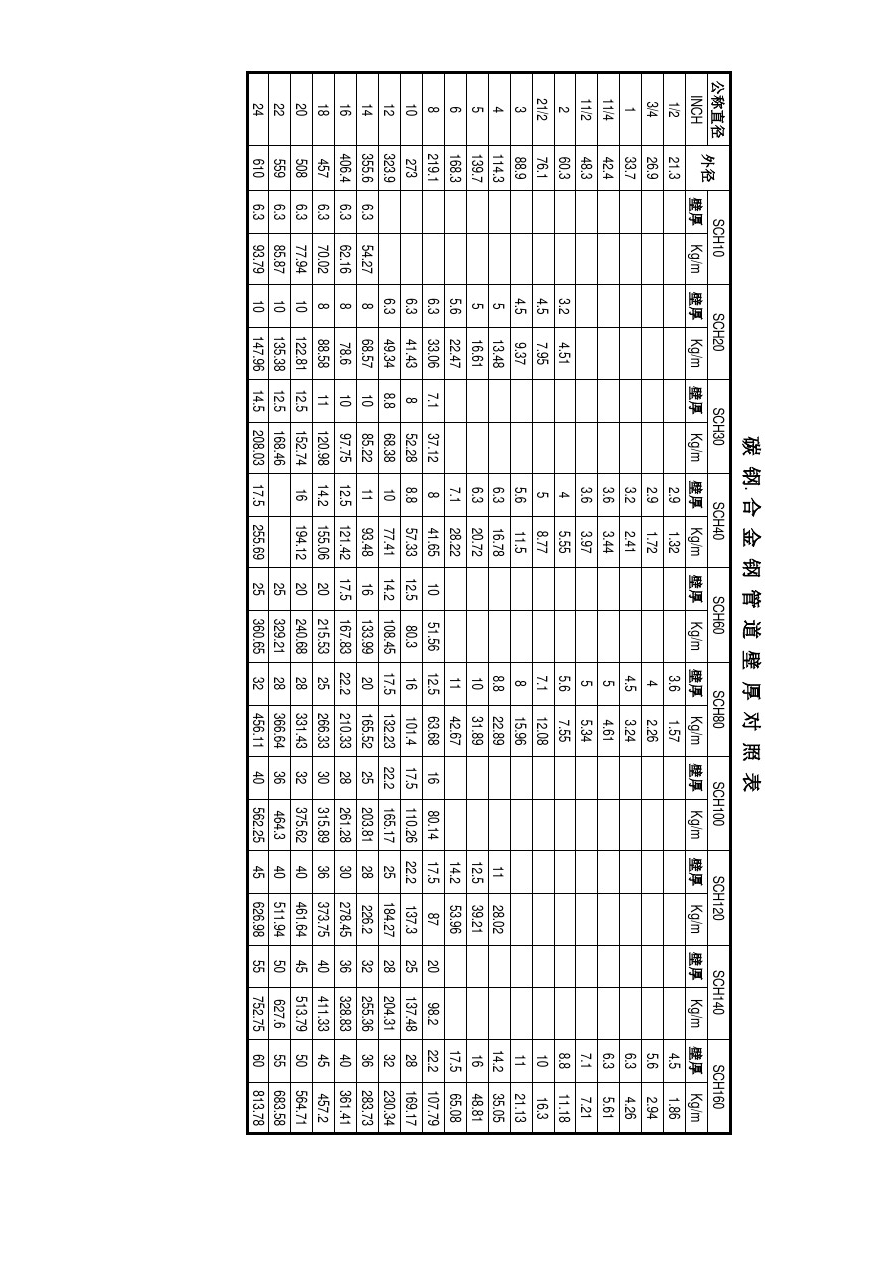 碳 钢. 合 金 钢 管 道 壁 厚 对 照 表
公称直径 外径 SCH10 SCH20 SCH30 SCH40 SCH60 SCH80 SCH100 SCH120 SCH140 SCH160
INCH 壁厚 Kg/m 壁厚 Kg/m 壁厚 Kg/m 壁厚 Kg/m 壁厚 Kg/m 壁厚 Kg/m 壁厚 Kg/m 壁厚 Kg/m 壁厚 Kg/m 壁厚 Kg/m
1/2 21.3 2.9 1.32 3.6 1.57 4.5 1.86
3/4 26.9 2.9 1.72 4 2.26 5.6 2.94
1 33.7 3.2 2.41 4.5 3.24 6.3 4.26
11/4 42.4 3.6 3.44 5 4.61 6.3 5.61
11/2 48.3 3.6 3.97 5 5.34 7.1 7.21
2 60.3 3.2 4.51 4 5.55 5.6 7.55 8.8 11.18
21/2 76.1 4.5 7.95 5 8.77 7.1 12.08 10 16.3
3 88.9 4.5 9.37 5.6 11.5 8 15.96 11 21.13
4 114.3 5 13.48 6.3 16.78 8.8 22.89 11 28.02 14.2 35.05
5 139.7 5 16.61 6.3 20.72 10 31.89 12.5 39.21 16 48.81
6 168.3 5.6 22.47 7.1 28.22 11 42.67 14.2 53.96 17.5 65.08
8 219.1 6.3 33.06 7.1 37.12 8 41.65 10 51.56 12.5 63.68 16 80.14 17.5 87 20 98.2 22.2 107.79
10 273 6.3 41.43 8 52.28 8.8 57.33 12.5 80.3 16 101.4 17.5 110.26 22.2 137.3 25 137.48 28 169.17
12 323.9 6.3 49.34 8.8 68.38 10 77.41 14.2 108.45 17.5 132.23 22.2 165.17 25 184.27 28 204.31 32 230.34
14 355.6 6.3 54.27 8 68.57 10 85.22 11 93.48 16 133.99 20 165.52 25 203.81 28 226.2 32 255.36 36 283.73
16 406.4 6.3 62.16 8 78.6 10 97.75 12.5 121.42 17.5 167.83 22.2 210.33 28 261.28 30 278.45 36 328.83 40 361.41
18 457 6.3 70.02 8 88.58 11 120.98 14.2 155.06 20 215.53 25 266.33 30 315.89 36 373.75 40 411.33 45 457.2
20 508 6.3 77.94 10 122.81 12.5 152.74 16 194.12 20 240.68 28 331.43 32 375.62 40 461.64 45 513.79 50 564.71
22 559 6.3 85.87 10 135.38 12.5 168.46 25 329.21 28 366.64 36 464.3 40 511.94 50 627.6 55 683.58
24 610 6.3 93.79 10 147.96 14.5 208.03 17.5 255.69 25 360.65 32 456.11 40 562.25 45 626.98 55 752.75 60 813.78